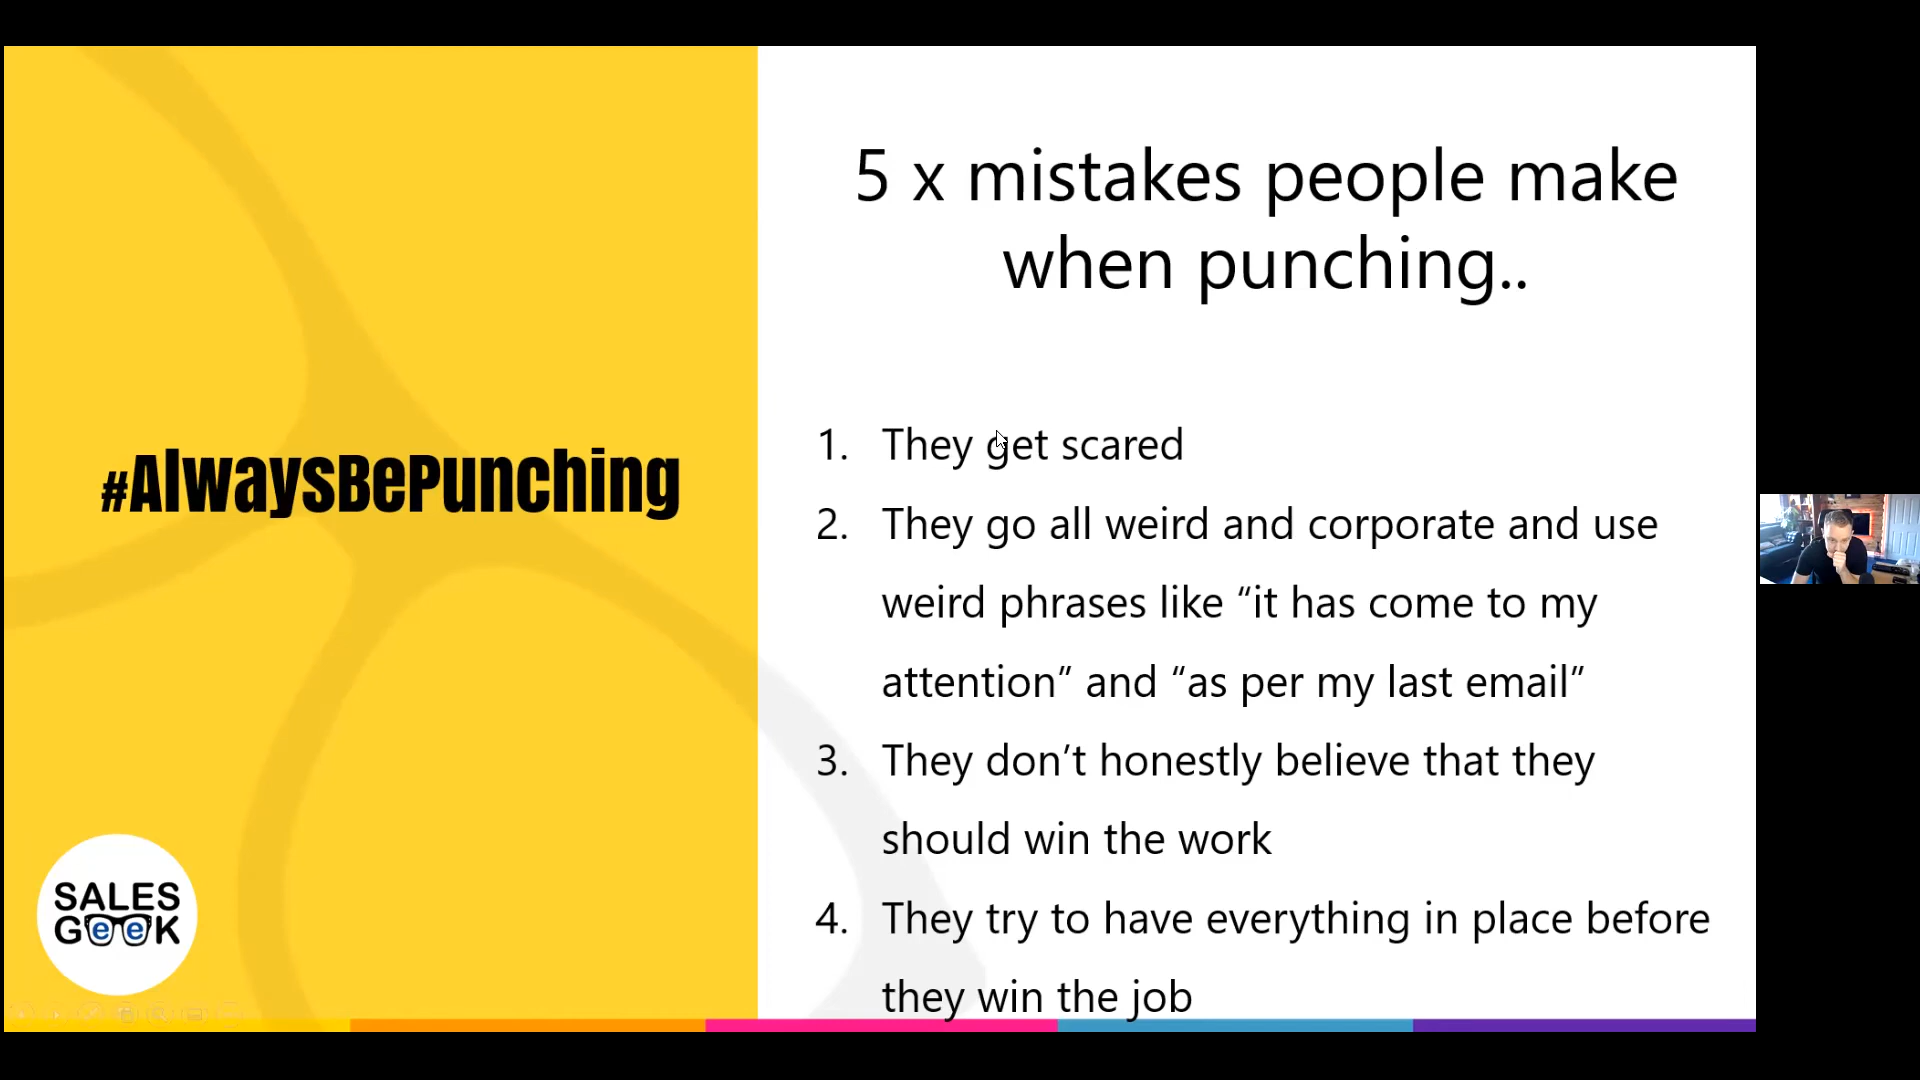 5 x mistakes people make
when punching..
#AlwaysBePunching
1. They get scared
2. They go all weird and corporate and use
weird phrases like “it has come to my
attention” and “as per my last email”
3. They don’t honestly believe that they
should win the work
4. They try to have everything in place before
they win the job
SALES
GeeK